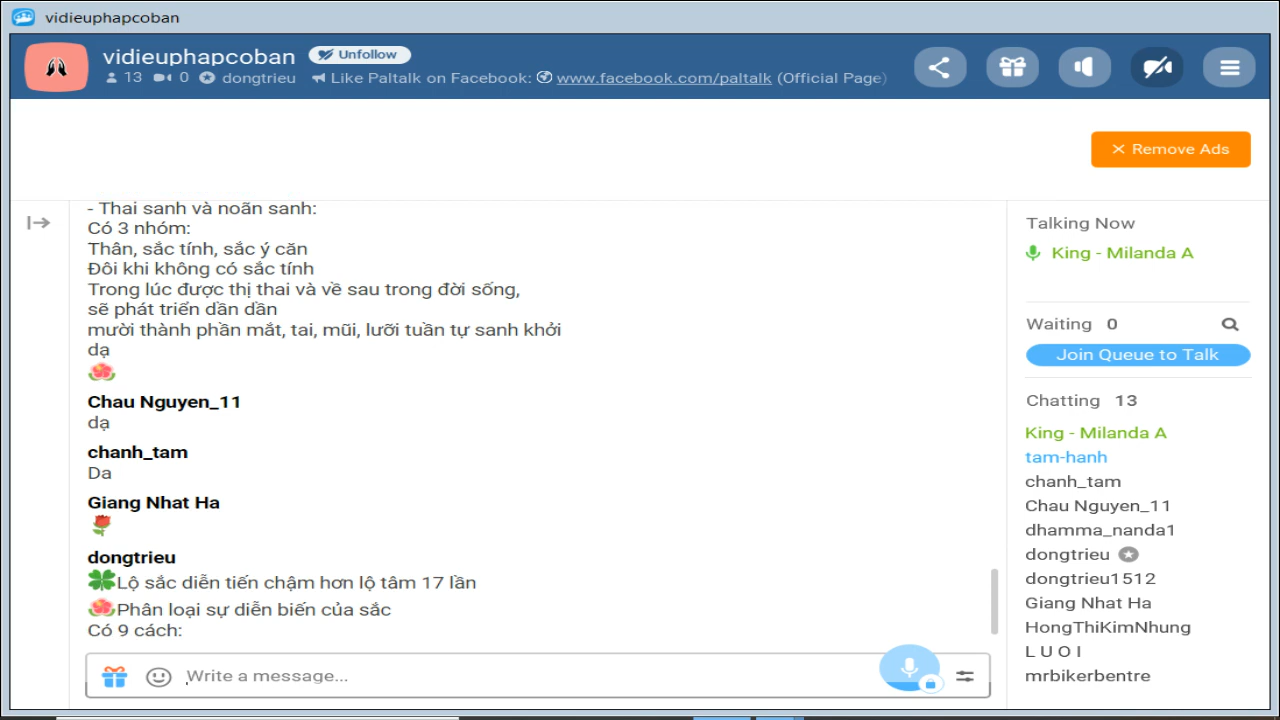 vidieuphapcoban
vidieuphapcoban Unfollow
13 0 dongtrieu Like Paltalk on Facebook: www.facebook.com/paltalk (Official Page)
Remove Ads
- Thai sanh và noãn sanh:
Có 3 nhóm:
Thân, sắc tính, sắc ý căn
Đôi khi không có sắc tính
Trong lúc được thị thai và về sau trong đời sống,
sẽ phát triển dần dần
mười thành phần mắt, tai, mũi, lưỡi tuần tự sanh khởi
dạ
Chau Nguyen_11
dạ
chanh_tam
Da
Giang Nhat Ha
dongtrieu
Lộ sắc diễn tiến chậm hơn lộ tâm 17 lần
Phân loại sự diễn biến của sắc
Có 9 cách:
Write a message...
Talking Now
King - Milanda A
Waiting 0
Join Queue to Talk
Chatting 13
King - Milanda A
tam-hanh
chanh_tam
Chau Nguyen_11
dhamma_nanda1
dongtrieu
dongtrieu1512
Giang Nhat Ha
HongThiKimNhung
L U O I
mrbikerbentre